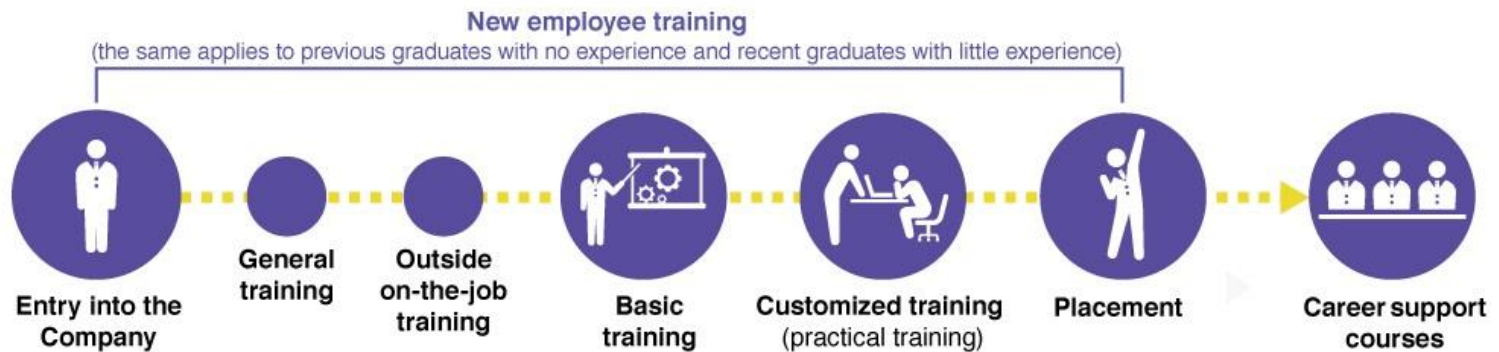 New employee training
(the same applies to previous graduates with no experience and recent graduates with little experience)
Entry into the
Company
General
training
Outside
on-the-job
training
Basic
training
Customized training
(practical training)
Placement
Career support
courses